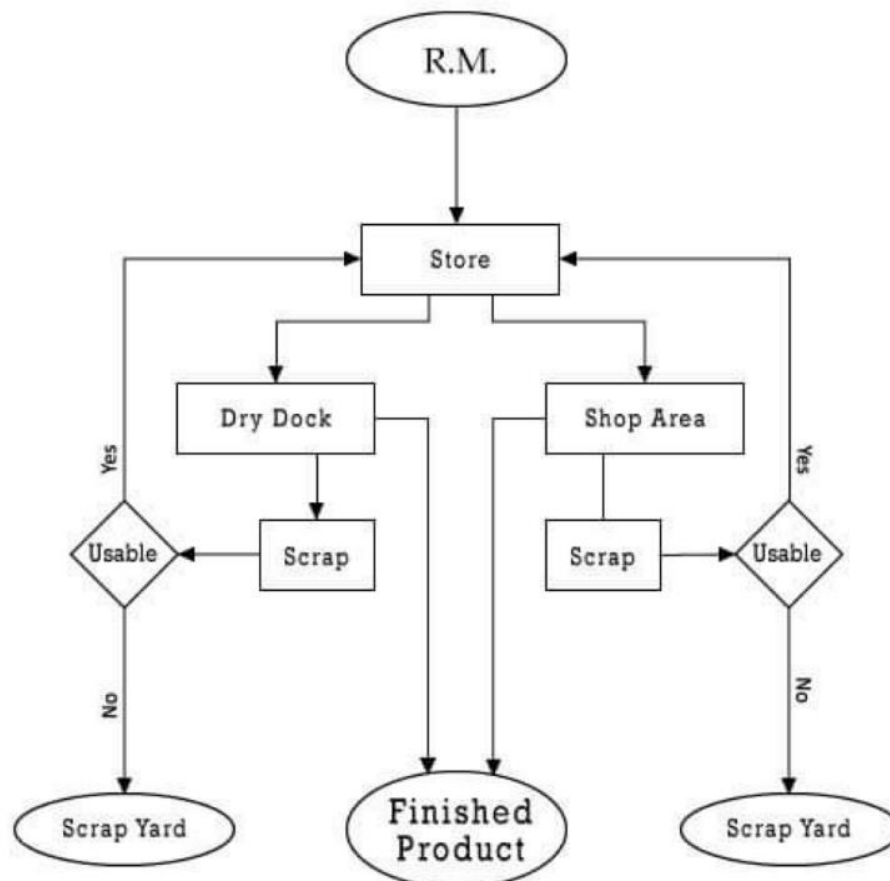 R.M.
Store
Dry Dock
Shop Area
Yes
Yes
Usable
Scrap
Scrap
Usable
No
No
Scrap Yard
Finished
Product
Scrap Yard